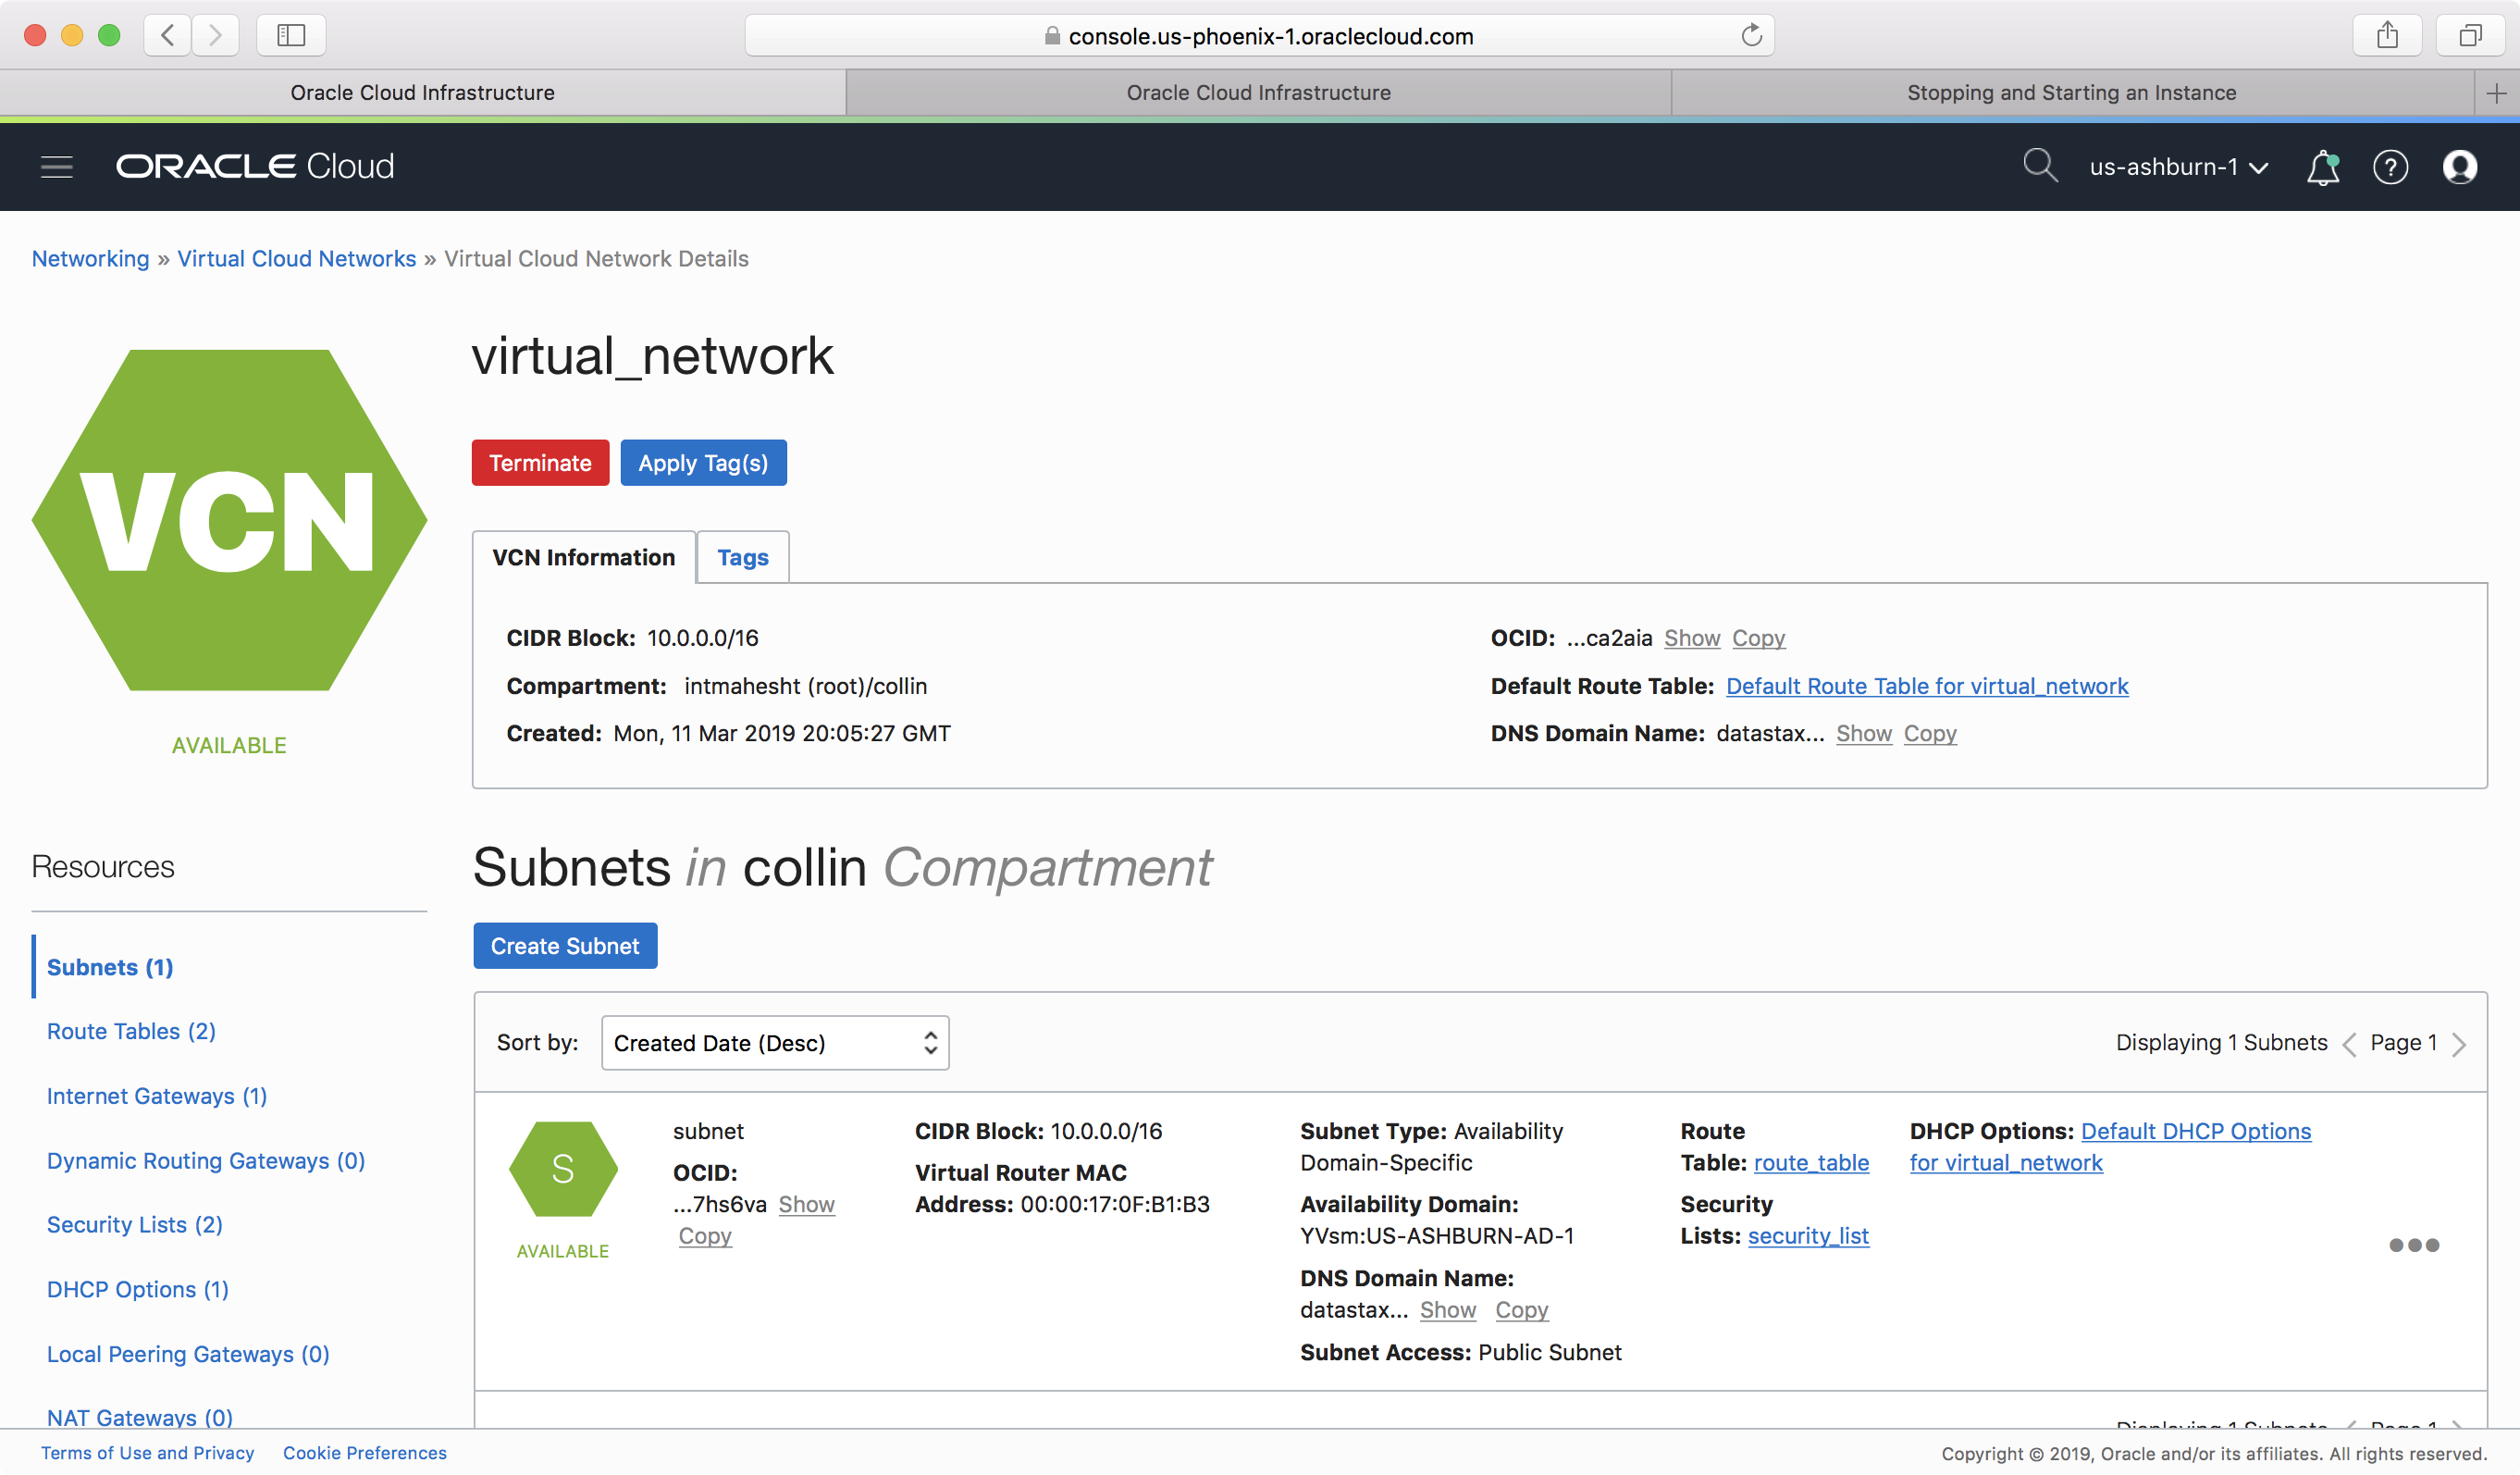 console.us-phoenix-1.oraclecloud.com
Oracle Cloud Infrastructure
Oracle Cloud Infrastructure
Stopping and Starting an Instance
ORACLE Cloud
us-ashburn-1
Networking » Virtual Cloud Networks » Virtual Cloud Network Details
VCN
AVAILABLE
virtual_network
Terminate
Apply Tag(s)
VCN Information
Tags
CIDR Block: 10.0.0.0/16
Compartment: intmahesht (root)/collin
Created: Mon, 11 Mar 2019 20:05:27 GMT
OCID: ...ca2aia Show Copy
Default Route Table: Default Route Table for virtual_network
DNS Domain Name: datastax... Show Copy
Resources
Subnets (1)
Route Tables (2)
Internet Gateways (1)
Dynamic Routing Gateways (0)
Security Lists (2)
DHCP Options (1)
Local Peering Gateways (0)
NAT Gateways (0)
Subnets in collin Compartment
Create Subnet
Sort by: Created Date (Desc)
Displaying 1 Subnets
Page 1
S
AVAILABLE
subnet
OCID:
...7hs6va Show
Copy
CIDR Block: 10.0.0.0/16
Virtual Router MAC
Address: 00:00:17:0F:B1:B3
Subnet Type: Availability
Domain-Specific
Availability Domain:
YVsm:US-ASHBURN-AD-1
DNS Domain Name:
datastax... Show Copy
Subnet Access: Public Subnet
Route
Table: route_table
Security
Lists: security_list
DHCP Options: Default DHCP Options
for virtual_network
Displaying 1 Subnets
Page 1
Terms of Use and Privacy
Cookie Preferences
Copyright © 2019, Oracle and/or its affiliates. All rights reserved.